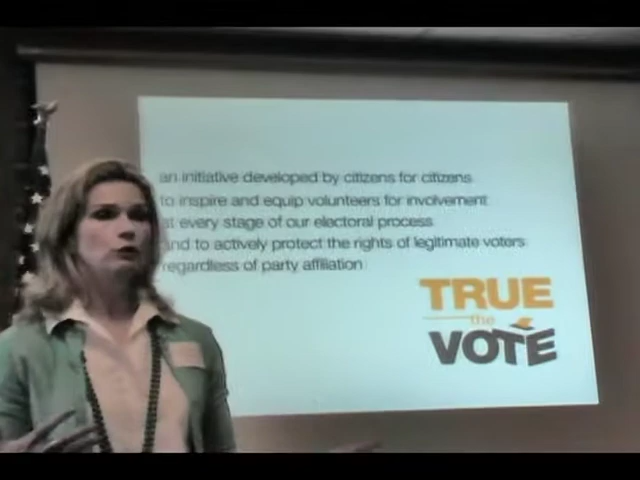 an initiative developed by citizens for citizens
to inspire and equip volunteers for involvement
at every stage of our electoral process
and to actively protect the rights of legitimate voters
regardless of party affiliation
TRUE
the
VOTE